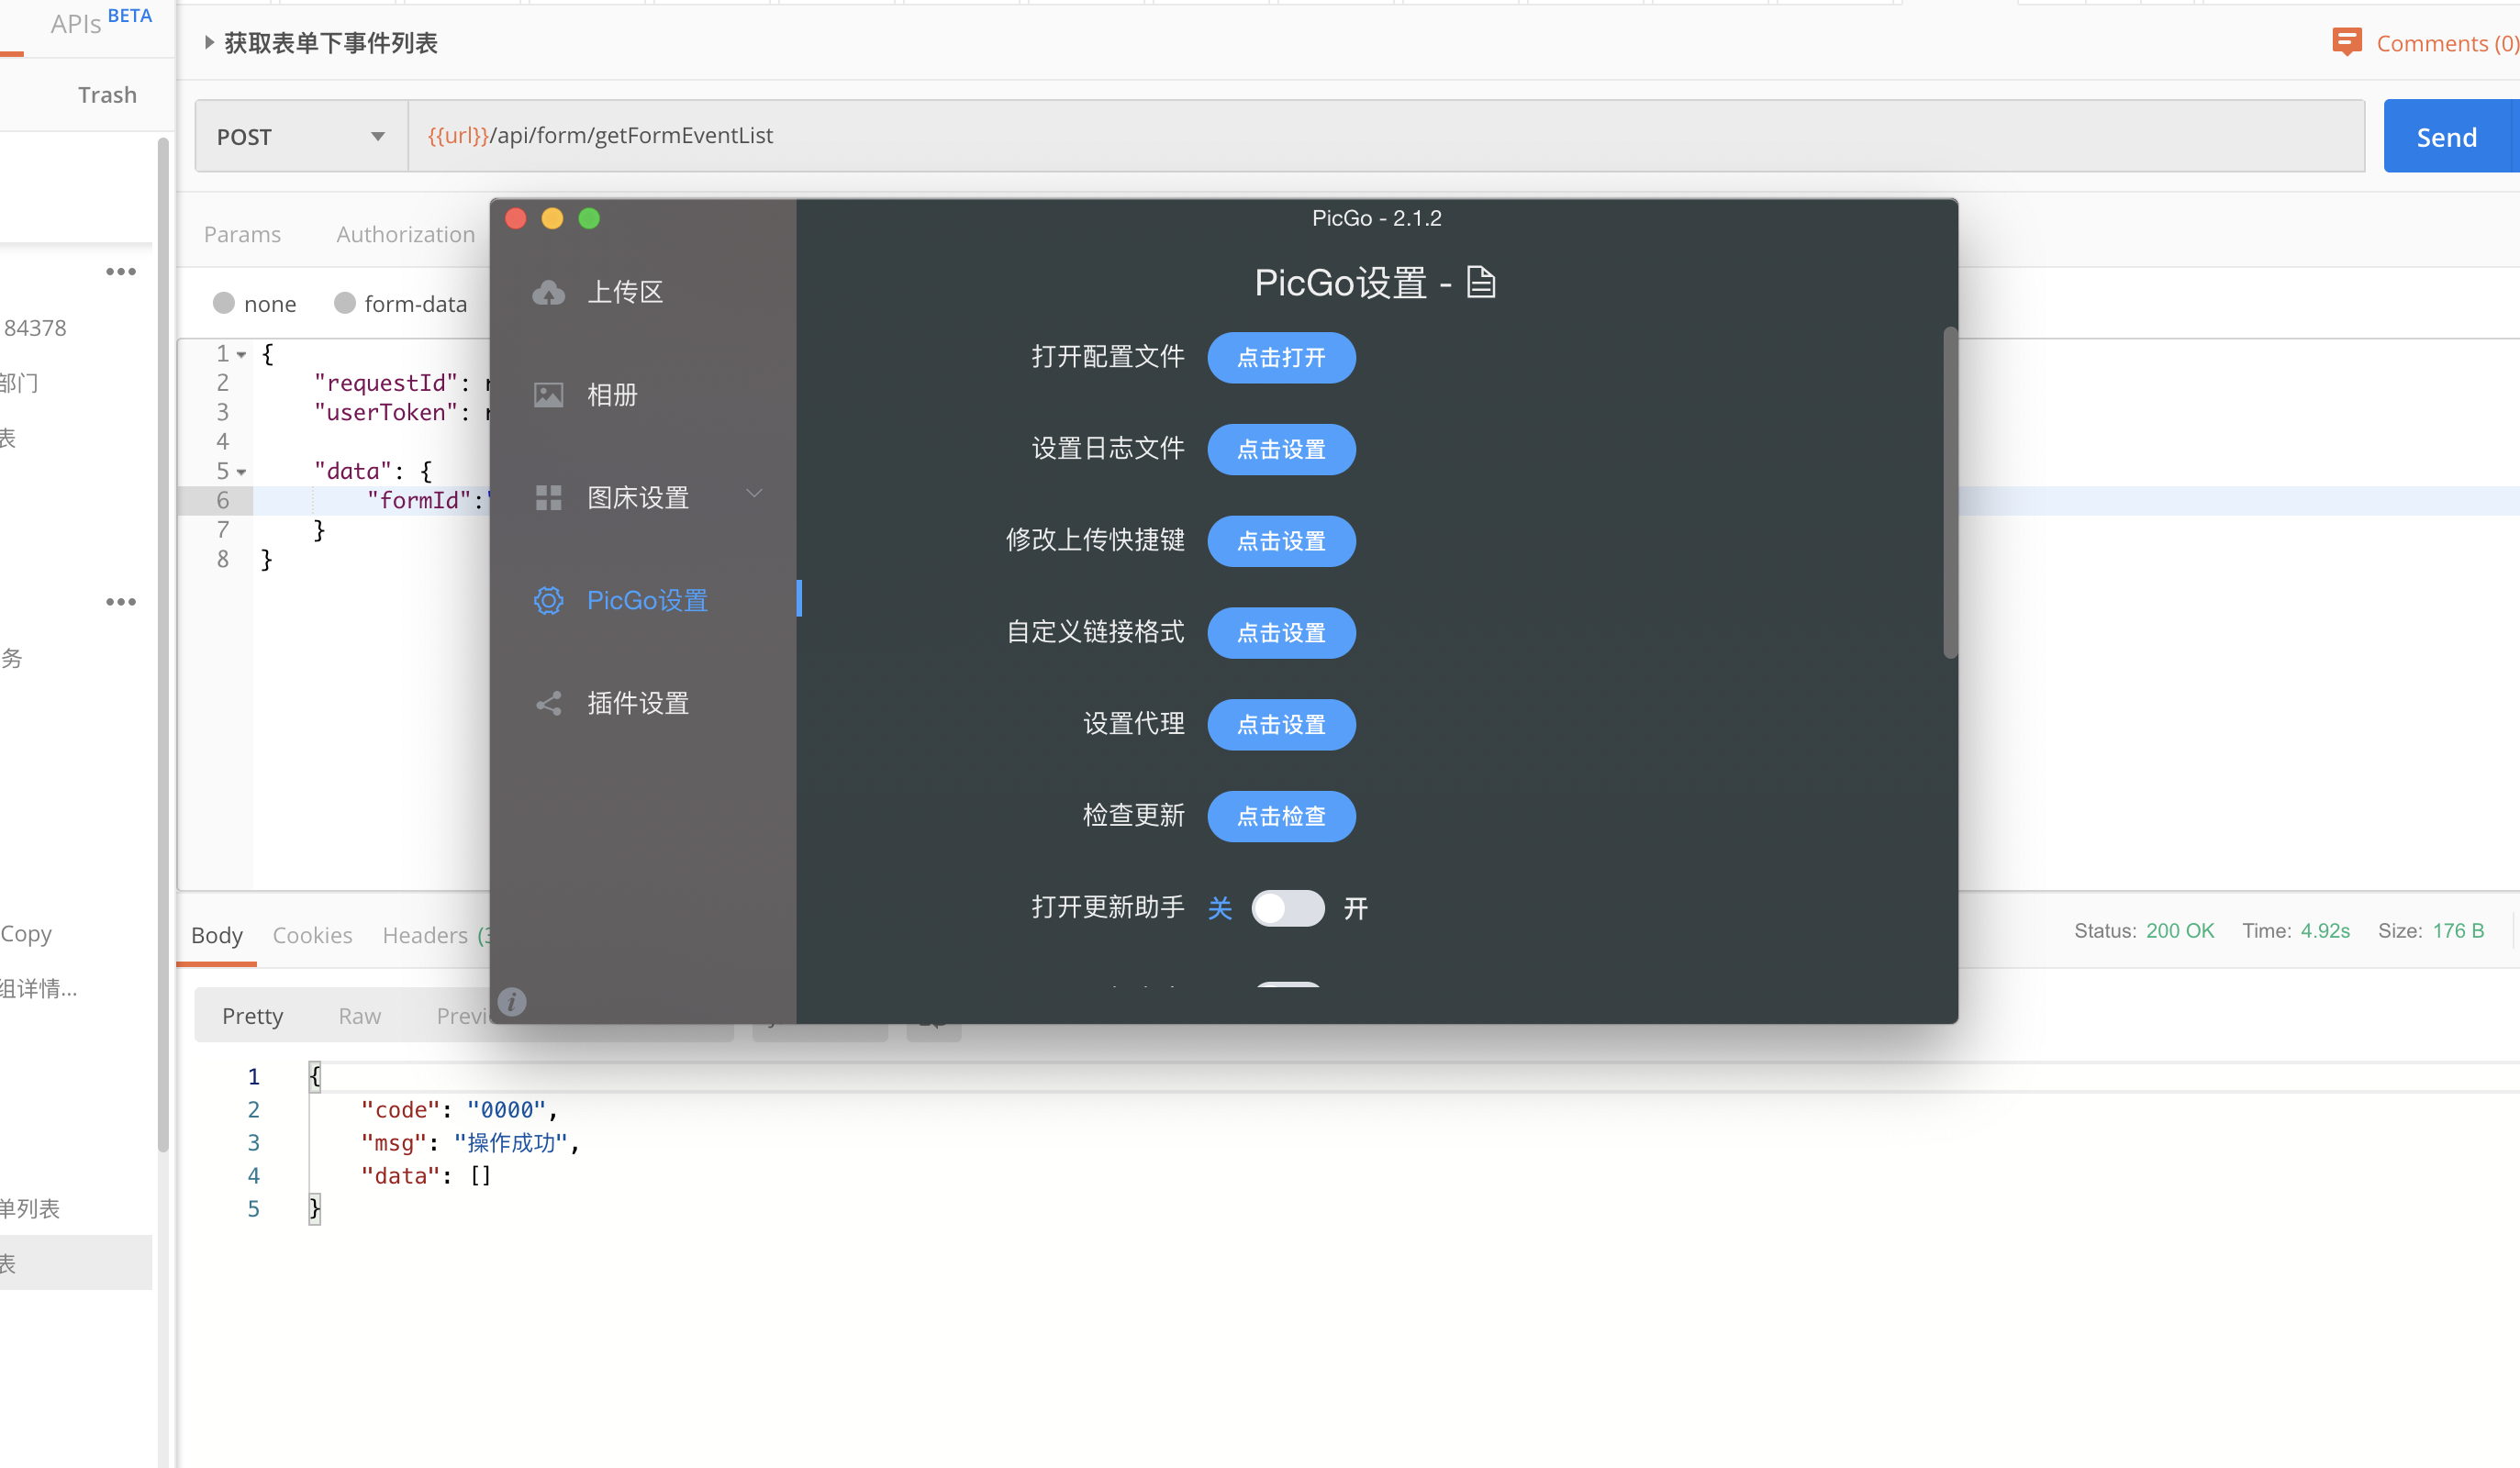 APIs BETA
Trash
84378
部门
表
务
Copy
组详情...
单列表
表
获取表单下事件列表
Comments (0)
POST
{{url}}/api/form/getFormEventList
Send
Params Authorization
none form-data
1 {
2 "requestId":
3 "userToken":
4
5 "data": {
6 "formId":
7 }
8 }
PicGo - 2.1.2
上传区
相册
图床设置
PicGo设置
插件设置
PicGo设置 -
打开配置文件 点击打开
设置日志文件 点击设置
修改上传快捷键 点击设置
自定义链接格式 点击设置
设置代理 点击设置
检查更新 点击检查
打开更新助手 关 开
Body Cookies Headers
Status: 200 OK Time: 4.92s Size: 176 B
Pretty Raw
1 {
2 "code": "0000",
3 "msg": "操作成功",
4 "data": []
5 }